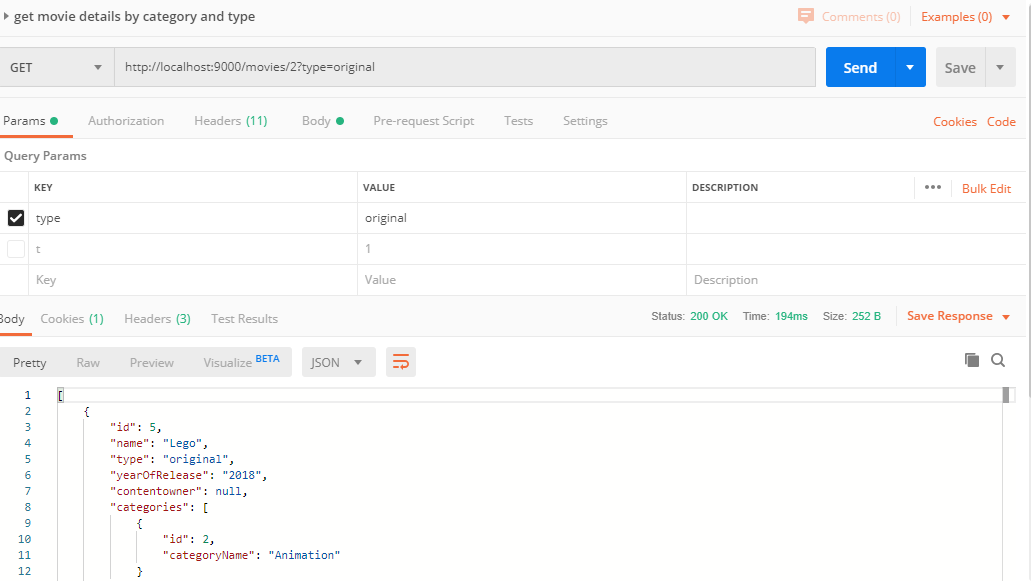 get movie details by category and type Comments (0) Examples (0)
GET http://localhost:9000/movies/2?type=original Send Save
Params Authorization Headers (11) Body Pre-request Script Tests Settings Cookies Code
Query Params
KEY VALUE DESCRIPTION ••• Bulk Edit
type original
t 1
Key Value Description
Body Cookies (1) Headers (3) Test Results Status: 200 OK Time: 194ms Size: 252 B Save Response
Pretty Raw Preview Visualize BETA JSON
1 [
2 {
3 "id": 5,
4 "name": "Lego",
5 "type": "original",
6 "yearOfRelease": "2018",
7 "contentowner": null,
8 "categories": [
9 {
10 "id": 2,
11 "categoryName": "Animation"
12 }